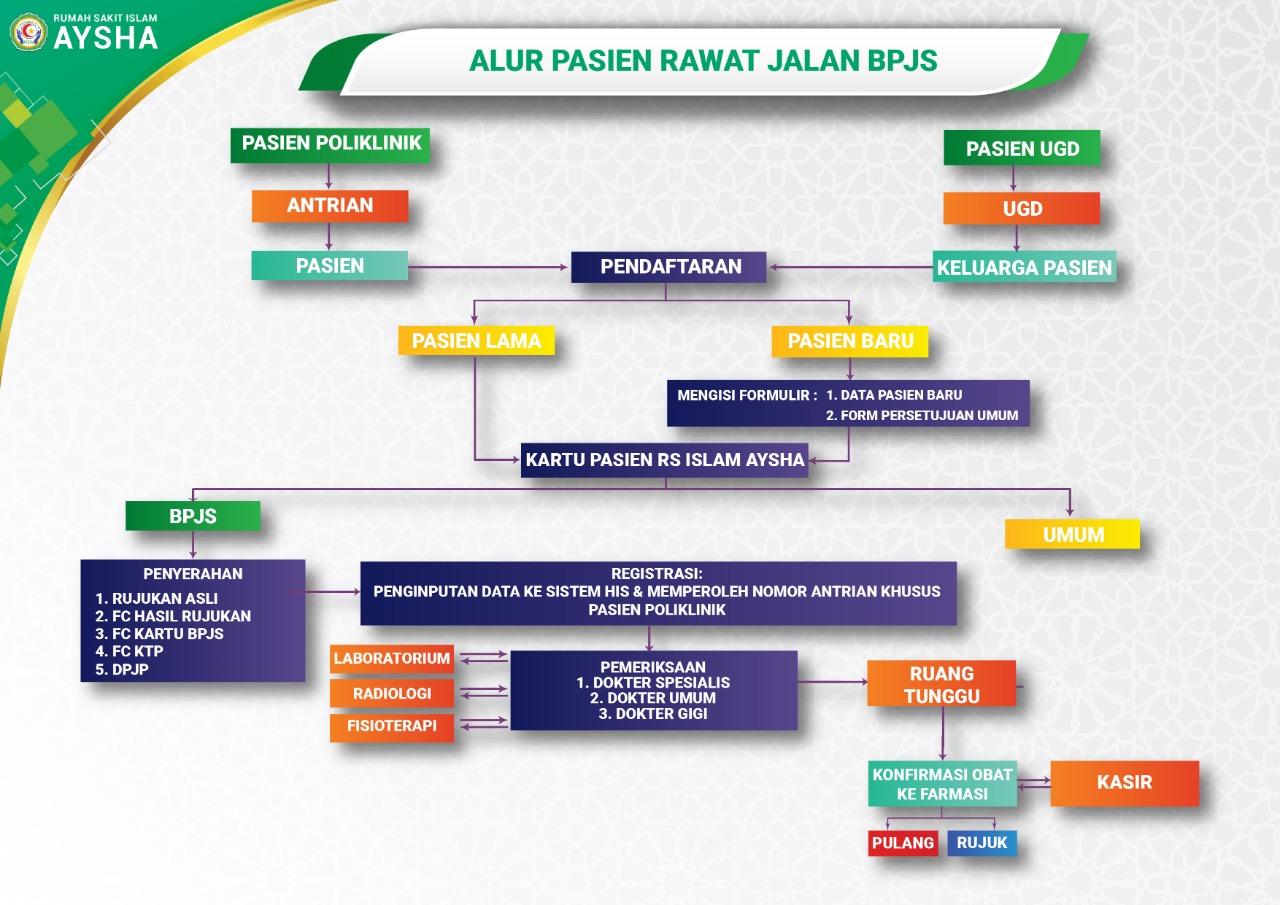 RUMAH SAKIT ISLAM
AYSHA
ALUR PASIEN RAWAT JALAN BPJS
PASIEN POLIKLINIK
PASIEN UGD
ANTRIAN
UGD
PASIEN
PENDAFTARAN
KELUARGA PASIEN
PASIEN LAMA
PASIEN BARU
MENGISI FORMULIR : 1. DATA PASIEN BARU
2. FORM PERSETUJUAN UMUM
KARTU PASIEN RS ISLAM AYSHA
BPJS
UMUM
PENYERAHAN
1. RUJUKAN ASLI
2. FC HASIL RUJUKAN
3. FC KARTU BPJS
4. FC KTP
5. DPJP
REGISTRASI:
PENGINPUTAN DATA KE SISTEM HIS & MEMPEROLEH NOMOR ANTRIAN KHUSUS
PASIEN POLIKLINIK
LABORATORIUM
RADIOLOGI
FISIOTERAPI
PEMERIKSAAN
1. DOKTER SPESIALIS
2. DOKTER UMUM
3. DOKTER GIGI
RUANG
TUNGGU
KONFIRMASI OBAT
KE FARMASI
KASIR
PULANG
RUJUK